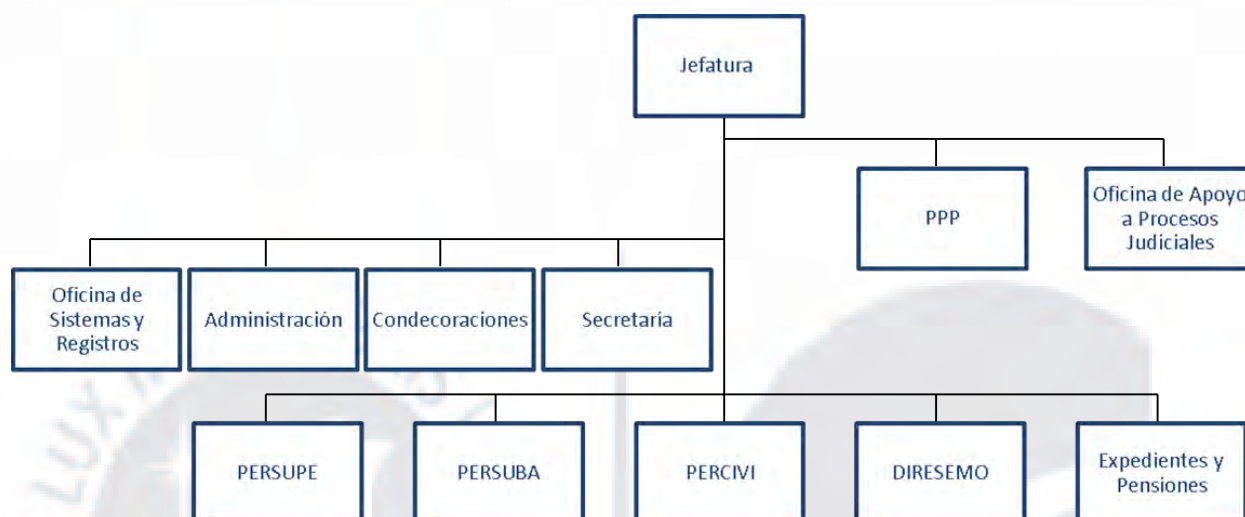 Jefatura
PPP
Oficina de Apoyo
a Procesos
Judiciales
Oficina de
Sistemas y
Registros
Administración
Condecoraciones
Secretaría
LUX
PERSUPE
PERSUBA
PERCIVI
DIRESEMO
Expedientes y
Pensiones